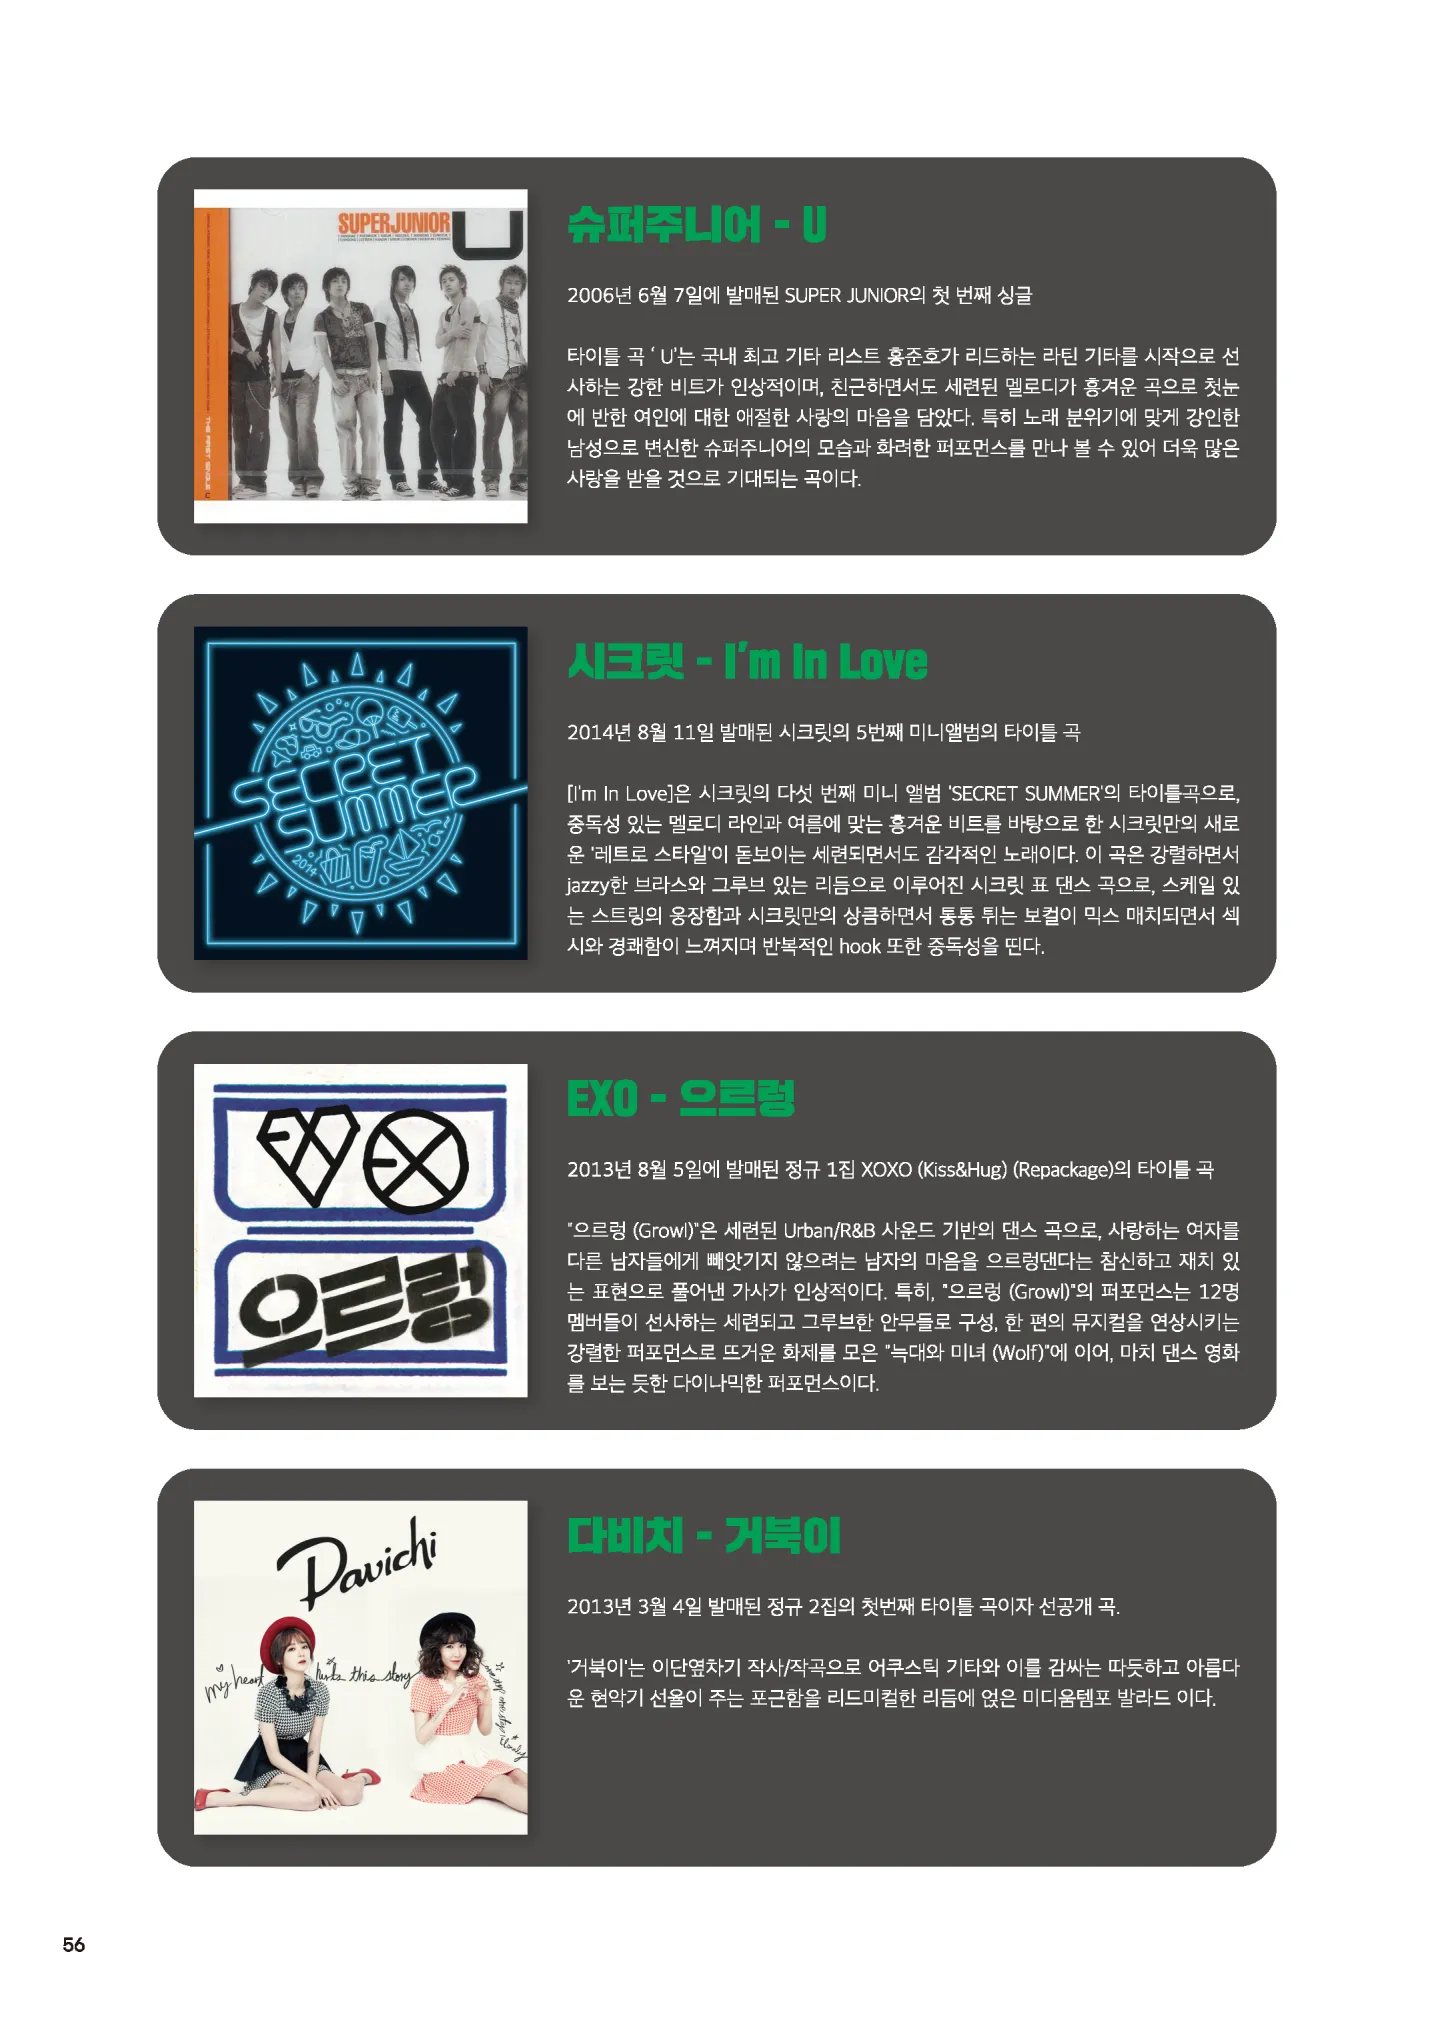 SUPERJUNIOR
U
THE FIRST SINGLE U
슈퍼주니어 - U
2006년 6월 7일에 발매된 SUPER JUNIOR의 첫 번째 싱글
타이틀 곡 ‘ U’는 국내 최고 기타 리스트 홍준호가 리드하는 라틴 기타를 시작으로 선
사하는 강한 비트가 인상적이며, 친근하면서도 세련된 멜로디가 흥겨운 곡으로 첫눈
에 반한 여인에 대한 애절한 사랑의 마음을 담았다. 특히 노래 분위기에 맞게 강인한
남성으로 변신한 슈퍼주니어의 모습과 화려한 퍼포먼스를 만나 볼 수 있어 더욱 많은
사랑을 받을 것으로 기대되는 곡이다.
SECRET
SUMMER
2014
시크릿 - I'm In Love
2014년 8월 11일 발매된 시크릿의 5번째 미니앨범의 타이틀 곡
[I'm In Love]은 시크릿의 다섯 번째 미니 앨범 'SECRET SUMMER'의 타이틀곡으로,
중독성 있는 멜로디 라인과 여름에 맞는 흥겨운 비트를 바탕으로 한 시크릿만의 새로
운 '레트로 스타일'이 돋보이는 세련되면서도 감각적인 노래이다. 이 곡은 강렬하면서
jazzy한 브라스와 그루브 있는 리듬으로 이루어진 시크릿 표 댄스 곡으로, 스케일 있
는 스트링의 웅장함과 시크릿만의 상큼하면서 통통 튀는 보컬이 믹스 매치되면서 섹
시와 경쾌함이 느껴지며 반복적인 hook 또한 중독성을 띤다.
EXO
으르렁
EXO - 으르렁
2013년 8월 5일에 발매된 정규 1집 XOXO (Kiss&Hug) (Repackage)의 타이틀 곡
"으르렁 (Growl)"은 세련된 Urban/R&B 사운드 기반의 댄스 곡으로, 사랑하는 여자를
다른 남자들에게 빼앗기지 않으려는 남자의 마음을 으르렁댄다는 참신하고 재치 있
는 표현으로 풀어낸 가사가 인상적이다. 특히, "으르렁 (Growl)"의 퍼포먼스는 12명
멤버들이 선사하는 세련되고 그루브한 안무들로 구성, 한 편의 뮤지컬을 연상시키는
강렬한 퍼포먼스로 뜨거운 화제를 모은 "늑대와 미녀 (Wolf)"에 이어, 마치 댄스 영화
를 보는 듯한 다이나믹한 퍼포먼스이다.
Davichi
my heart hurts this story
다비치 - 거북이
2013년 3월 4일 발매된 정규 2집의 첫번째 타이틀 곡이자 선공개 곡.
'거북이'는 이단옆차기 작사/작곡으로 어쿠스틱 기타와 이를 감싸는 따듯하고 아름다
운 현악기 선율이 주는 포근함을 리드미컬한 리듬에 얹은 미디움템포 발라드 이다.
56